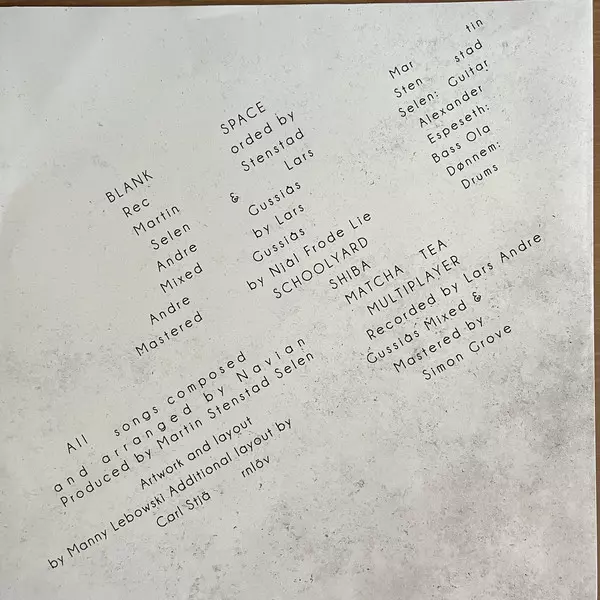 BLANK SPACE
Rec orded by
Martin Stenstad
Selen & Lars
Andre Gussiås
Mixed by Lars
Andre Gussiås
Mastered by Niål Frode Lie
SCHOOLYARD
SHIBA
MATCHA TEA
MULTIPLAYER
Recorded by Lars Andre
Gussiås Mixed &
Mastered by
Simon Grove
Mar tin
Sten stad
Selen: Guitar
Alexander
Espeseth:
Bass Ola
Dønnem:
Drums
All songs composed
and arranged by Navian
Produced by Martin Stenstad Selen
Artwork and layout
by Manny Lebowski Additional layout by
Carl Stjä rnlöv